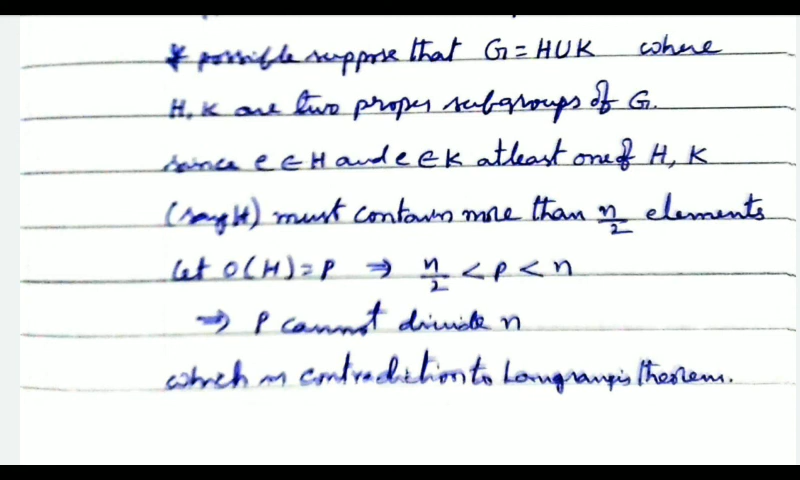 If possible suppose that G = H∪K where
H, K are two proper subgroups of G.
since e ∈ H and e ∈ K atleast one of H, K
(say H) must contain more than n/2 elements
let O(H) = P ⇒ n/2 < P < n
⇒ P cannot divide n
which is contradiction to Langrangis theorem.